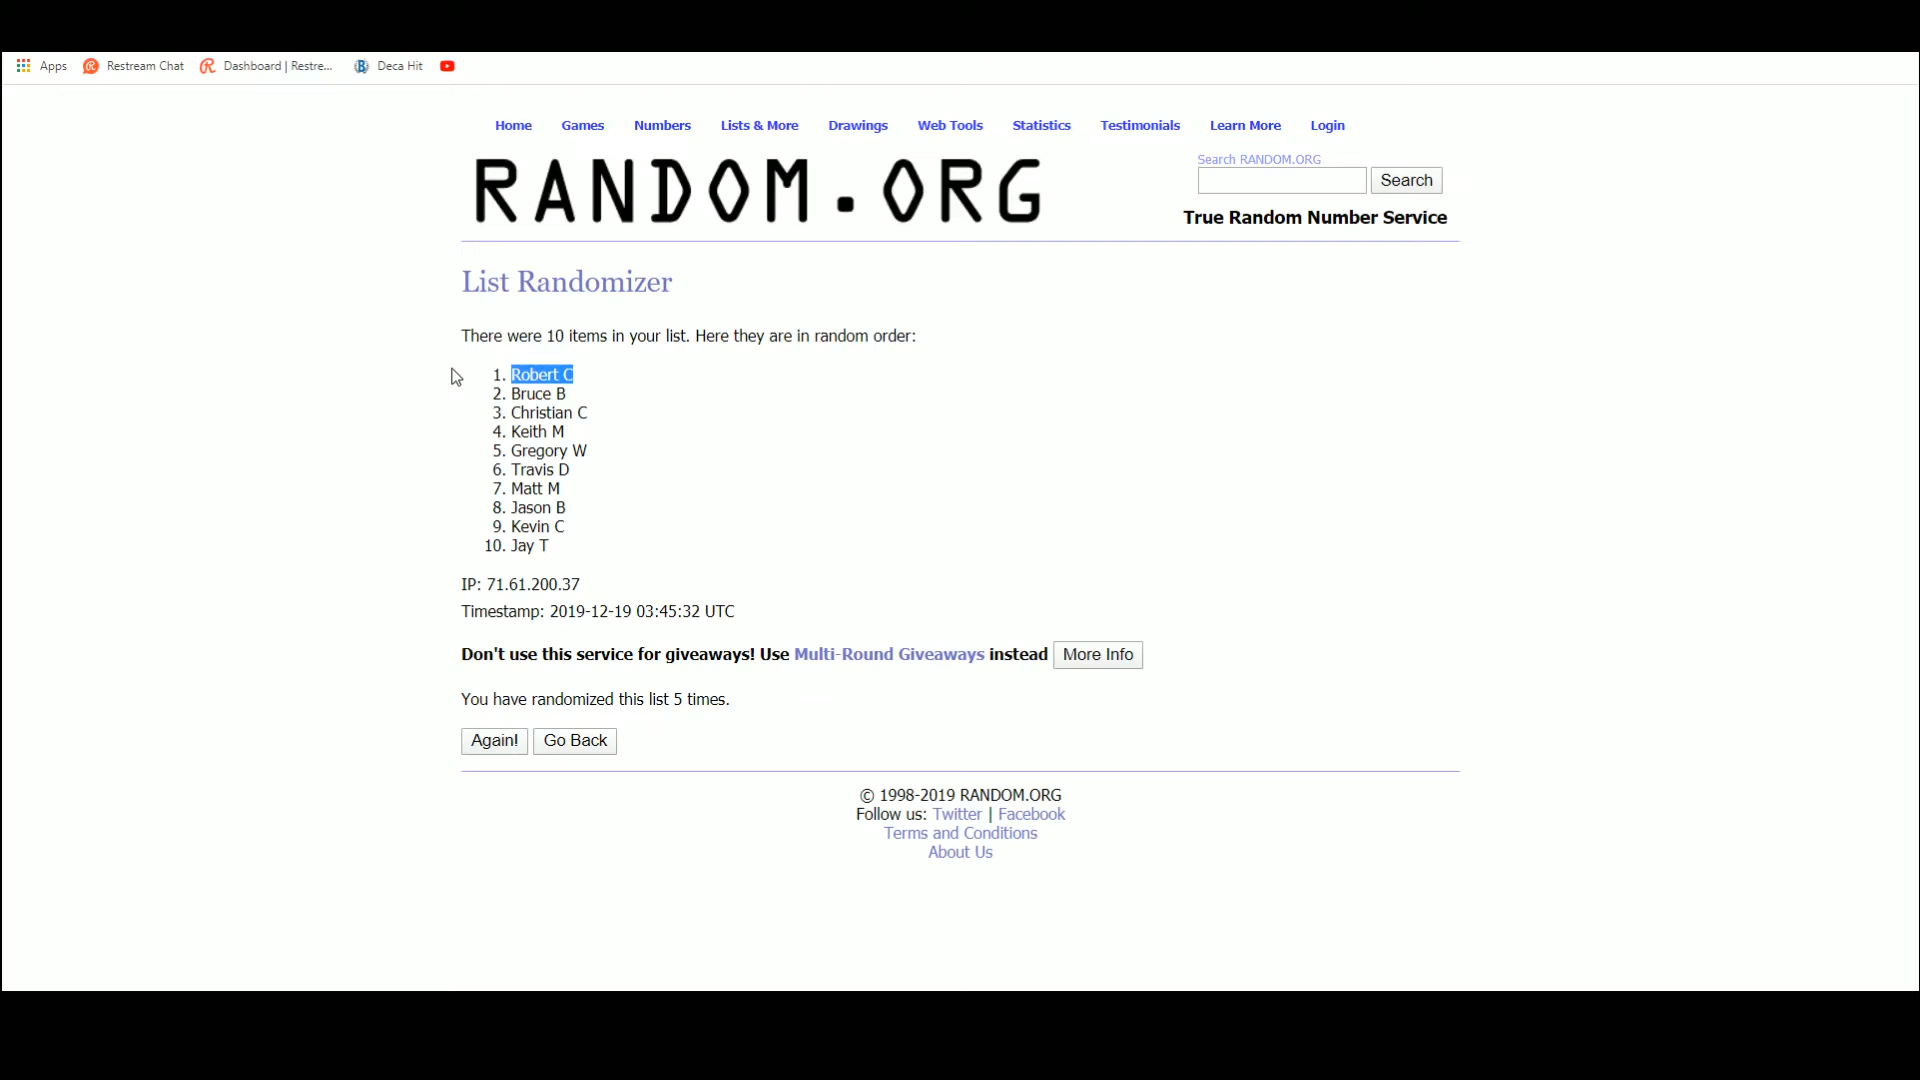 Apps Restream Chat Dashboard | Restre... Deca Hit
Home Games Numbers Lists & More Drawings Web Tools Statistics Testimonials Learn More Login
RANDOM.ORG
Search RANDOM.ORG
Search
True Random Number Service
List Randomizer
There were 10 items in your list. Here they are in random order:
1. Robert C
2. Bruce B
3. Christian C
4. Keith M
5. Gregory W
6. Travis D
7. Matt M
8. Jason B
9. Kevin C
10. Jay T
IP: 71.61.200.37
Timestamp: 2019-12-19 03:45:32 UTC
Don't use this service for giveaways! Use Multi-Round Giveaways instead More Info
You have randomized this list 5 times.
Again! Go Back
© 1998-2019 RANDOM.ORG
Follow us: Twitter | Facebook
Terms and Conditions
About Us